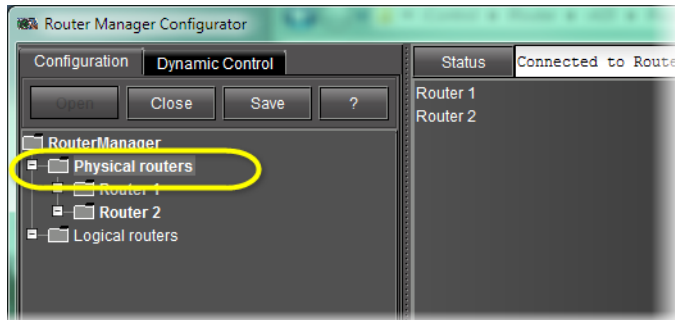 Router Manager Configurator
Configuration Dynamic Control
Open Close Save ?
RouterManager
Physical routers
Router 1
Router 2
Logical routers
Status Connected to Route
Router 1
Router 2